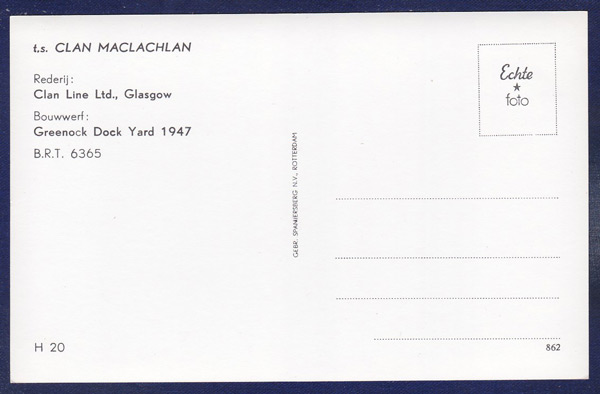 t.s. CLAN MACLACHLAN
Rederij:
Clan Line Ltd., Glasgow
Bouwwerf:
Greenock Dock Yard 1947
B.R.T. 6365
H 20
GEBR. SPANJERSBERG N.V., ROTTERDAM
Echte
foto
862